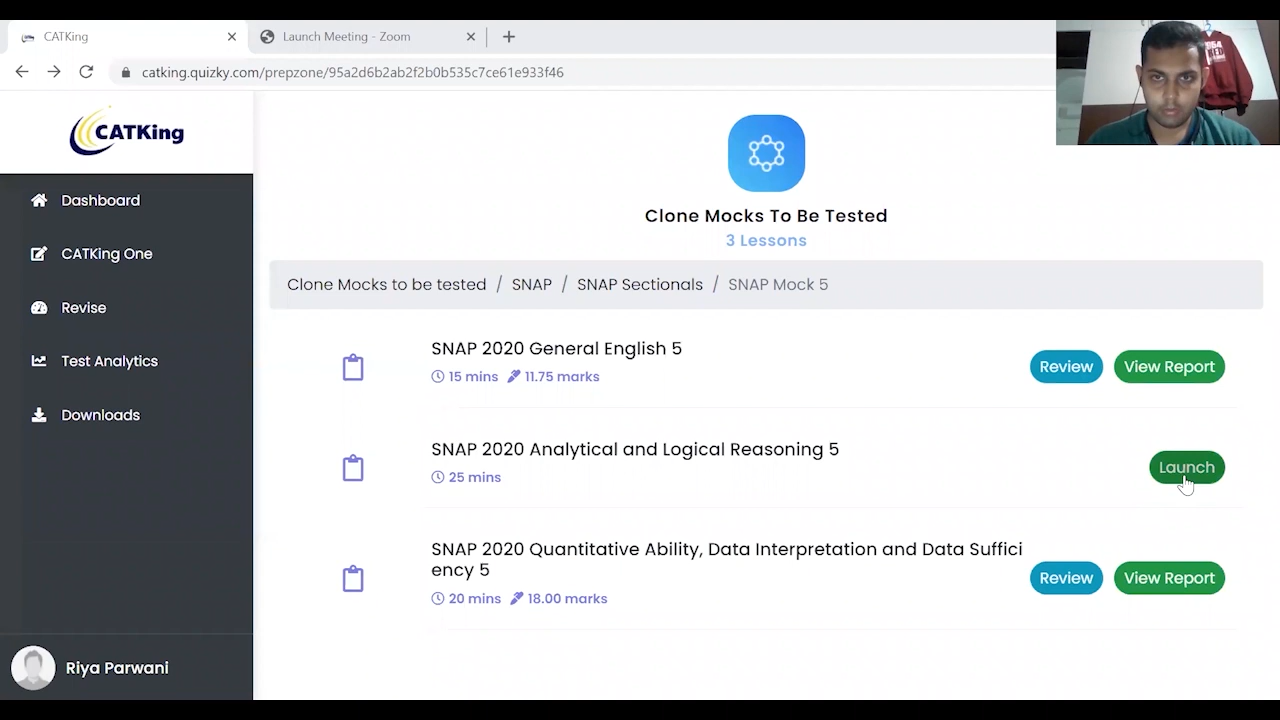 CATKing
Launch Meeting - Zoom
catking.quizky.com/prepzone/95a2d6b2ab2f2b0b535c7ce61e933f46
CATKing
Dashboard
CATKing One
Revise
Test Analytics
Downloads
Riya Parwani
Clone Mocks To Be Tested
3 Lessons
Clone Mocks to be tested / SNAP / SNAP Sectionals / SNAP Mock 5
SNAP 2020 General English 5
15 mins 11.75 marks
Review View Report
SNAP 2020 Analytical and Logical Reasoning 5
25 mins
Launch
SNAP 2020 Quantitative Ability, Data Interpretation and Data Suffici
ency 5
20 mins 18.00 marks
Review View Report